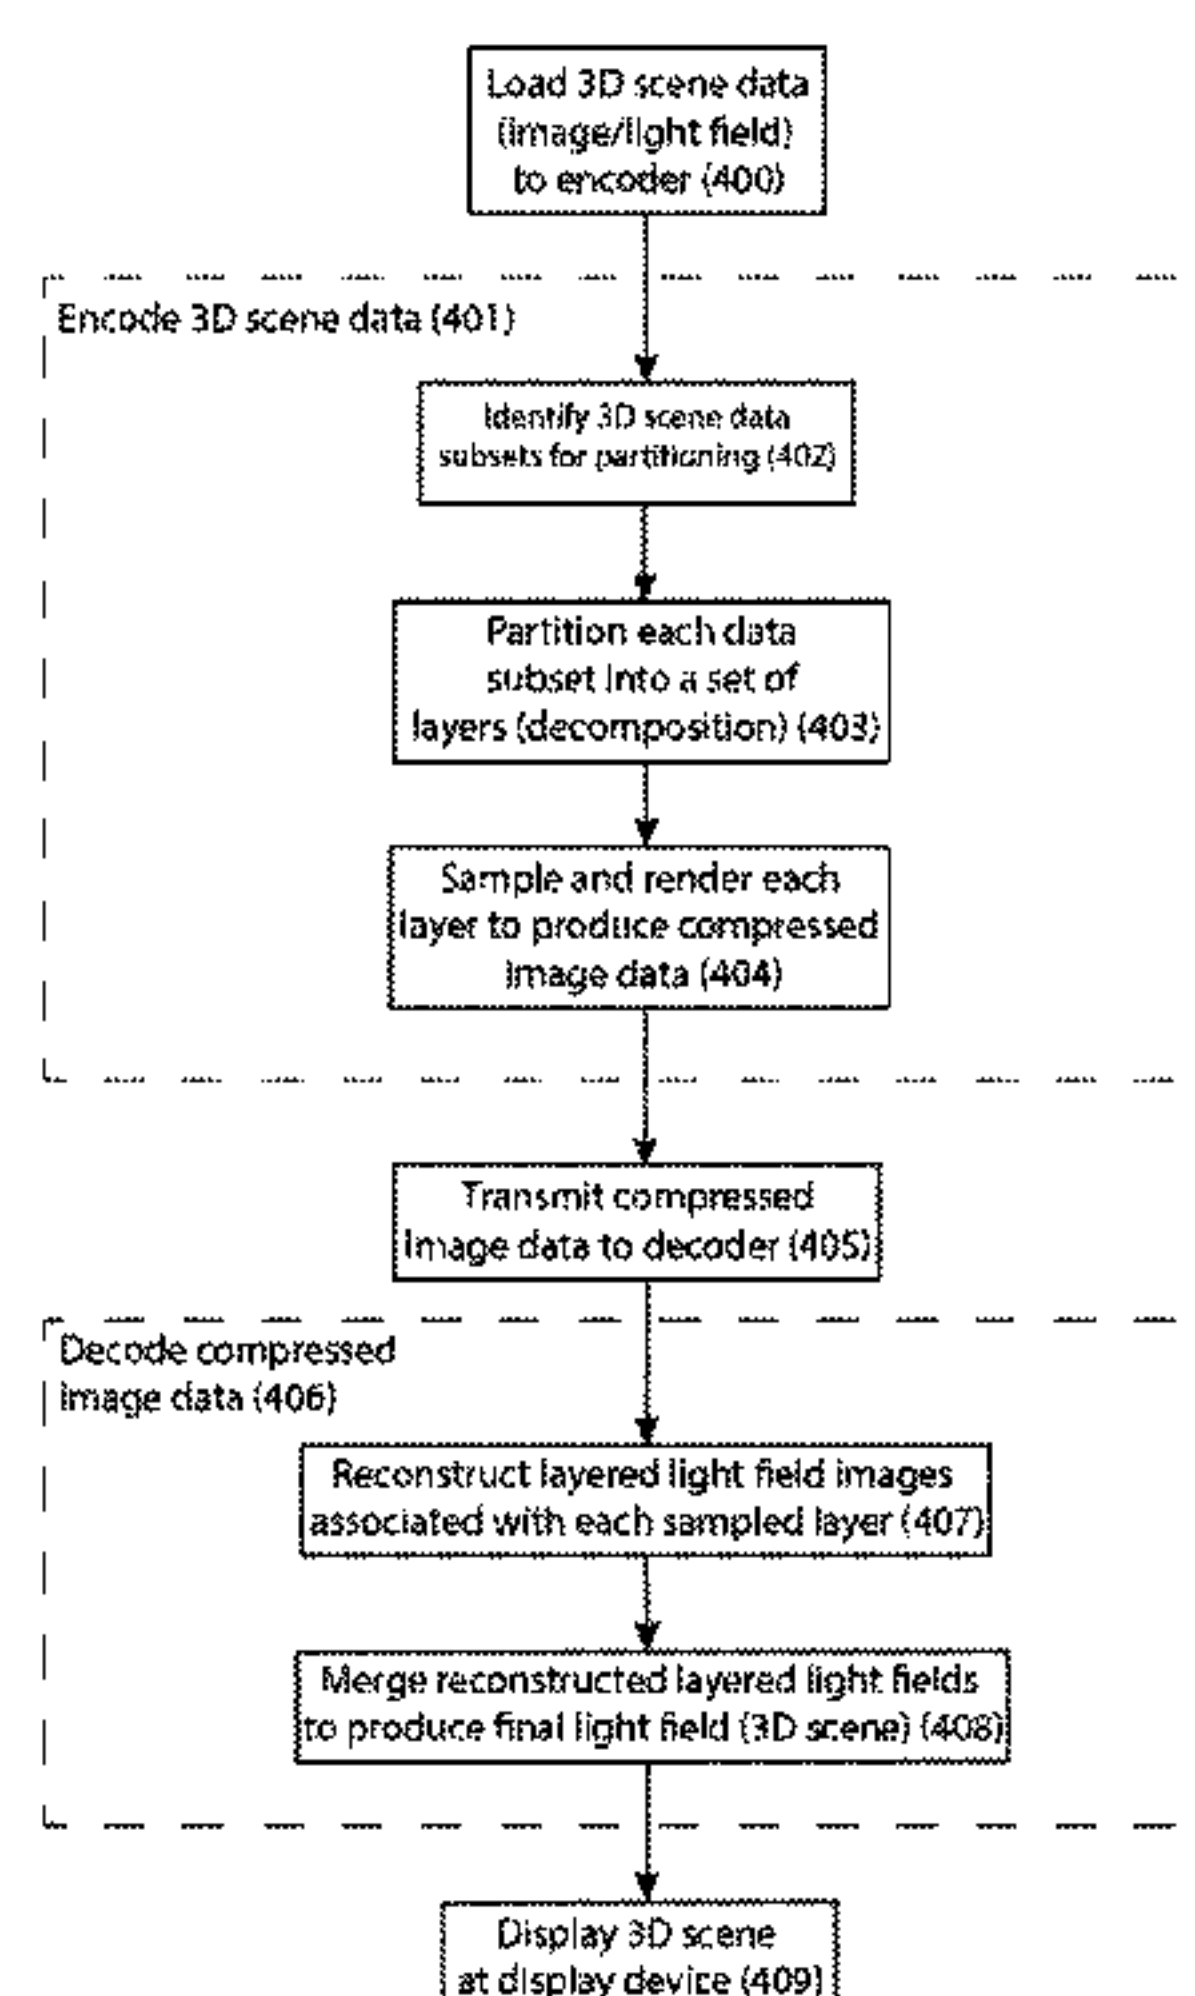 Load 3D scene data
(image/light field)
to encoder (400)
Encode 3D scene data (401)
Identify 3D scene data
subsets for partitioning (402)
Partition each data
subset into a set of
layers (decomposition) (403)
Sample and render each
layer to produce compressed
image data (404)
Transmit compressed
image data to decoder (405)
Decode compressed
image data (406)
Reconstruct layered light field images
associated with each sampled layer (407)
Merge reconstructed layered light fields
to produce final light field (3D scene) (408)
Display 3D scene
at display device (409)